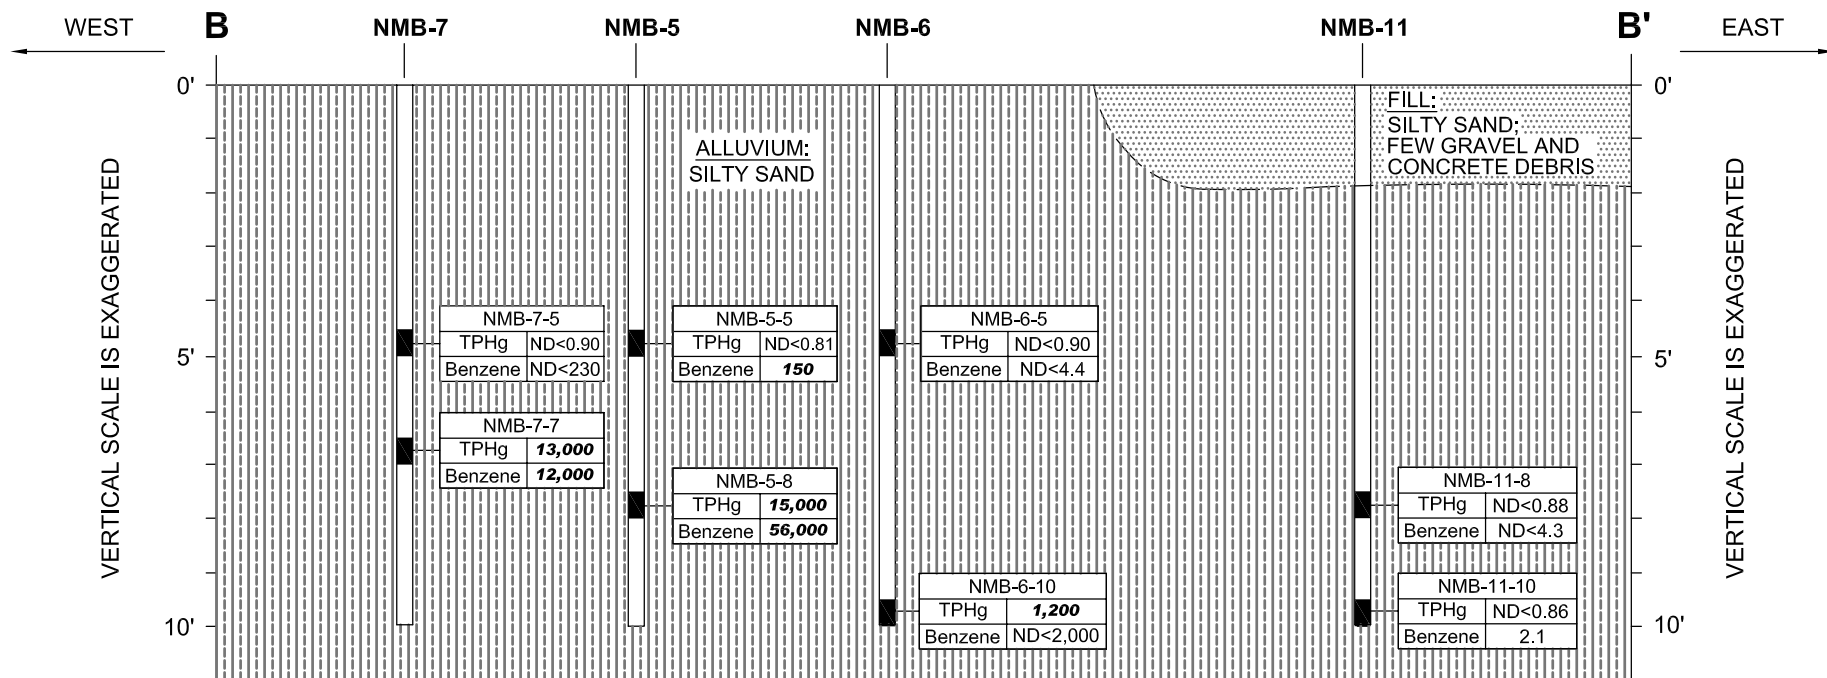 WEST
B
NMB-7
NMB-5
NMB-6
NMB-11
B'
EAST
0'
0'
FILL:
SILTY SAND;
FEW GRAVEL AND
CONCRETE DEBRIS
ALLUVIUM:
SILTY SAND
VERTICAL SCALE IS EXAGGERATED
VERTICAL SCALE IS EXAGGERATED
5'
5'
NMB-7-5
TPHg ND<0.90
Benzene ND<230
NMB-5-5
TPHg ND<0.81
Benzene 150
NMB-6-5
TPHg ND<0.90
Benzene ND<4.4
NMB-7-7
TPHg 13,000
Benzene 12,000
NMB-5-8
TPHg 15,000
Benzene 56,000
NMB-11-8
TPHg ND<0.88
Benzene ND<4.3
NMB-6-10
TPHg 1,200
Benzene ND<2,000
NMB-11-10
TPHg ND<0.86
Benzene 2.1
10'
10'